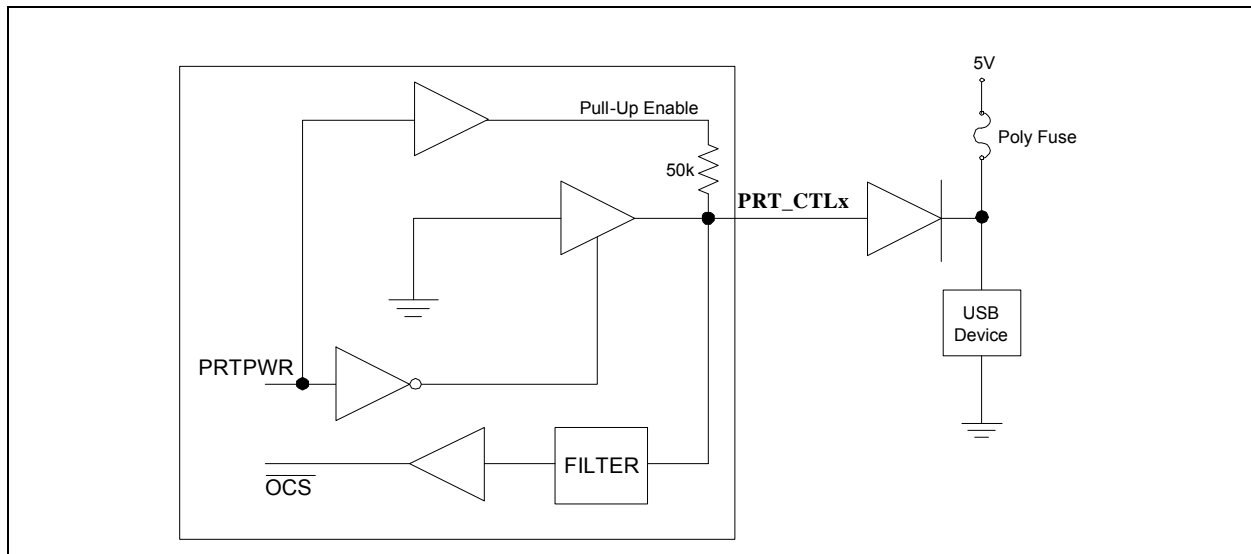 5V
Pull-Up Enable
Poly Fuse
50k
PRT_CTLx
USB
Device
PRTPWR
FILTER
OCS